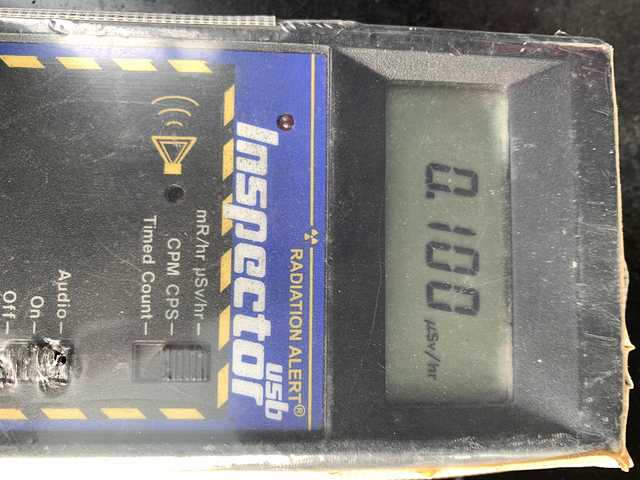 0.100 µSv/hr
RADIATION ALERT®
Inspector
usb
mR/hr µSv/hr
CPM CPS
Timed Count
Audio
On
Off